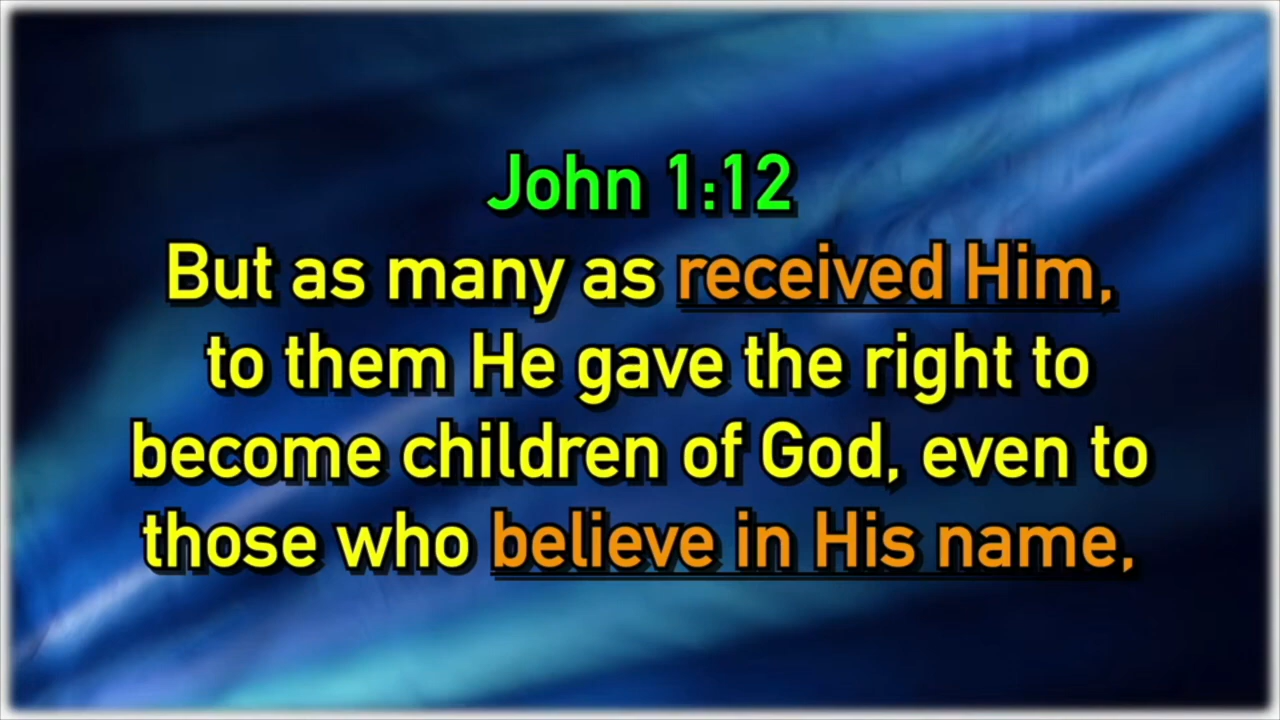 John 1:12
But as many as received Him,
to them He gave the right to
become children of God, even to
those who believe in His name,